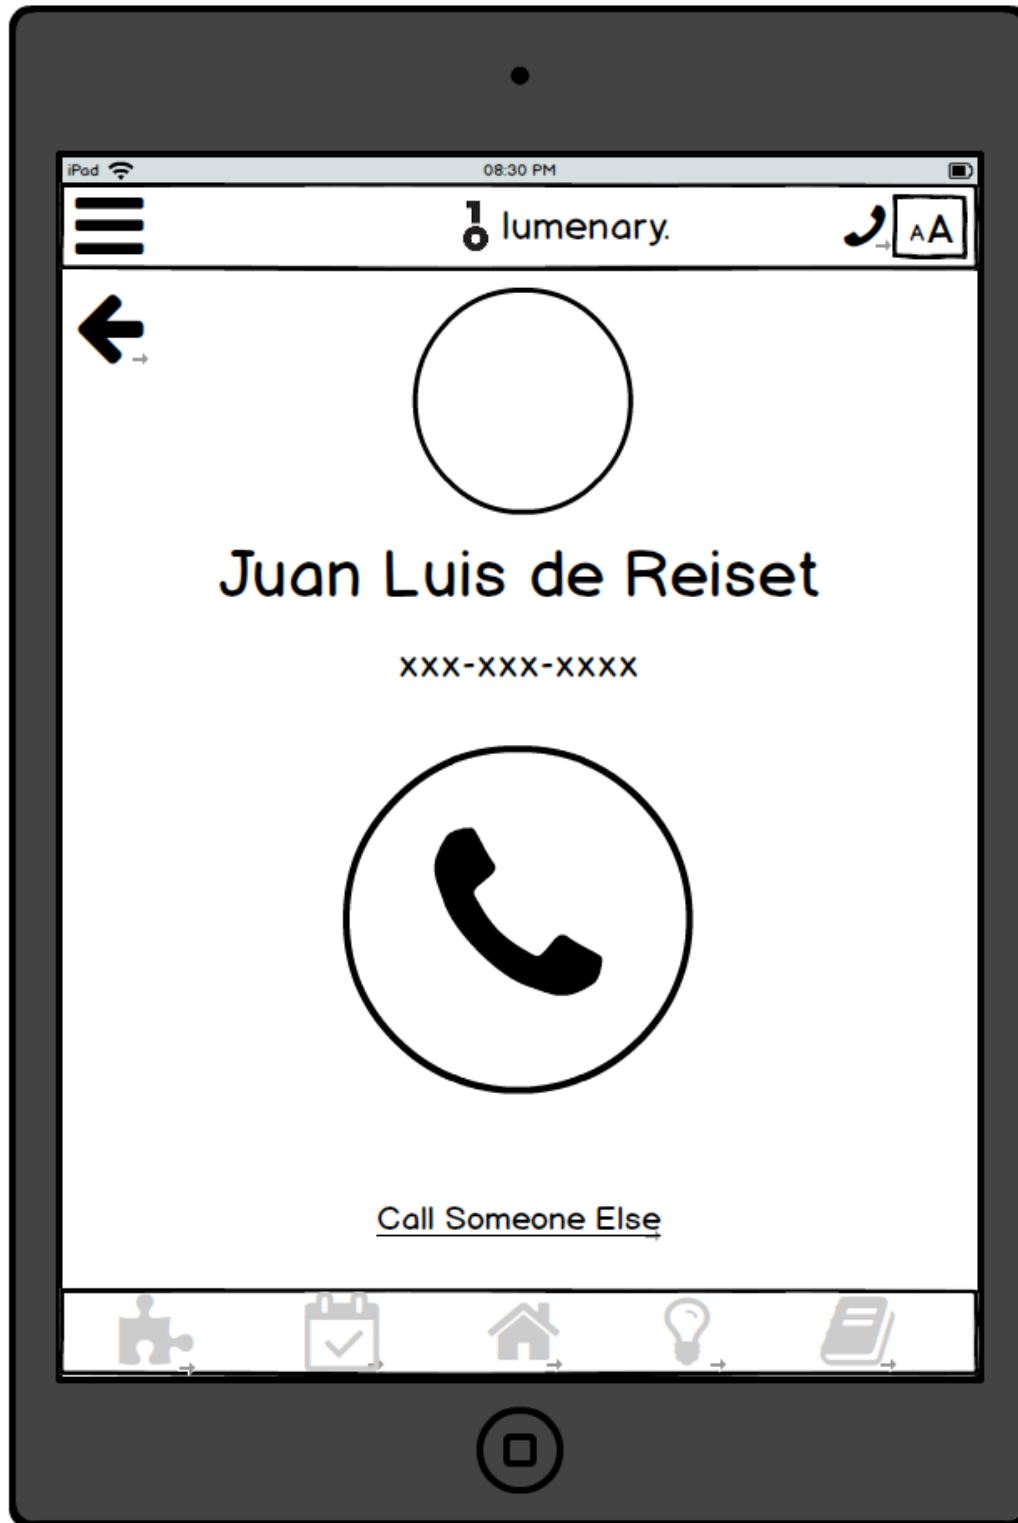 iPad 08:30 PM
lumenary. AA
Juan Luis de Reiset
xxx-xxx-xxxx
Call Someone Else